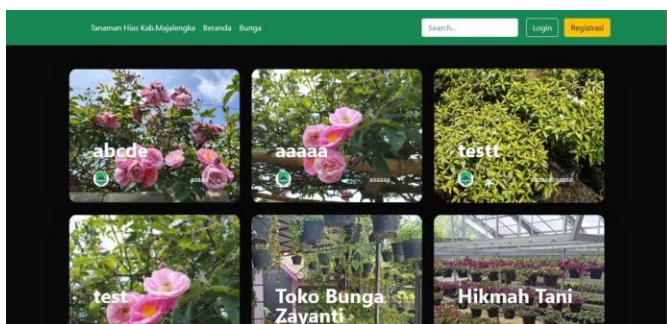 Tanaman Hias Kab.Majalengka Beranda Bunga Search... Login Registrasi
abcde
aaaaa
testt
test
Toko Bunga
Zayanti
Hikmah Tani